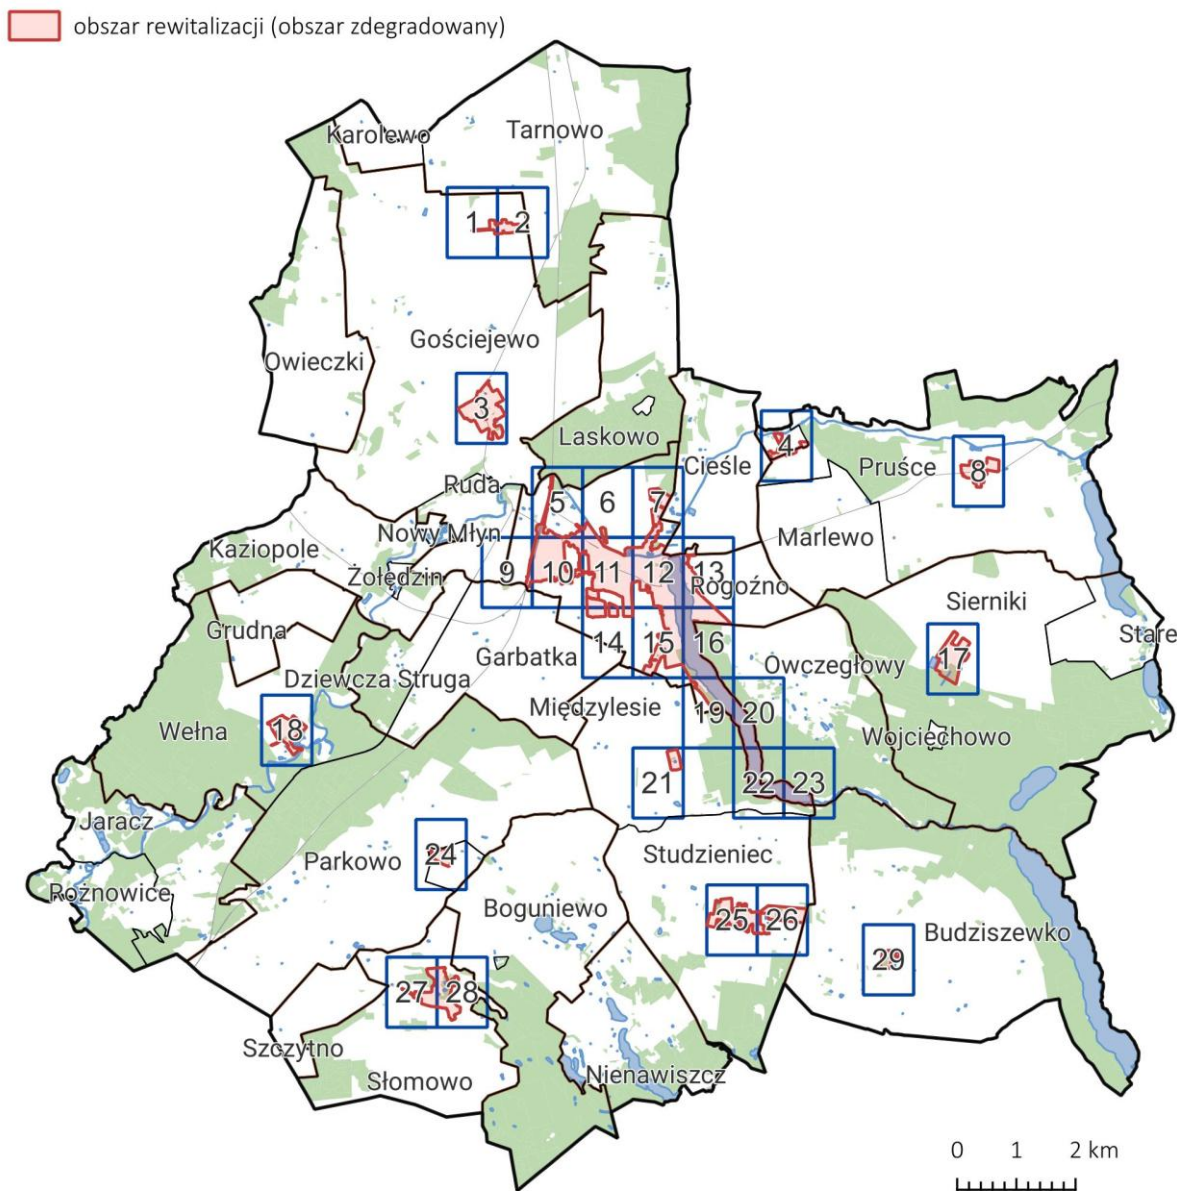 obszar rewitalizacji (obszar zdegradowany)
Karolewo
Tarnowo
1
2
Gościejewo
Owieczki
3
Laskowo
4
Cieśle
Pruśce
8
Ruda
5
6
7
Nowy Młyn
Marlewo
Kaziopole
Żołędzin
9
10
11
12
13
Rogoźno
Sierniki
Grudna
14
15
16
Stare
Garbatka
Owczegłowy
17
Dziewcza Struga
Międzylesie
19
20
Wełna
18
Wojciechowo
21
22
23
Jaracz
Parkowo
24
Studzieniec
Rożnowice
Boguniewo
25
26
Budziszewko
29
27
28
Szczytno
Słomowo
Nienawiszcz
0 1 2 km